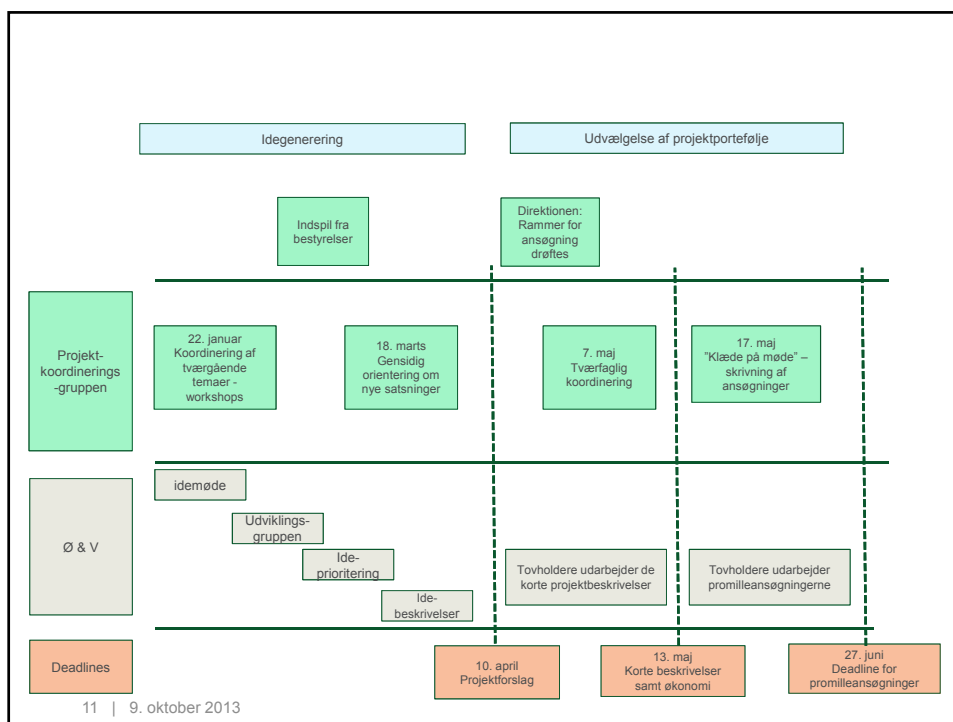 Idegenerering
Udvælgelse af projektportefølje
Indspil fra
bestyrelser
Direktionen:
Rammer for
ansøgning
drøftes
Projekt-
koordinerings
-gruppen
22. januar
Koordinering af
tværgående
temaer -
workshops
18. marts
Gensidig
orientering om
nye satsninger
7. maj
Tværfaglig
koordinering
17. maj
"Klæde på møde" –
skrivning af
ansøgninger
Ø & V
idemøde
Udviklings-
gruppen
Ide-
prioritering
Ide-
beskrivelser
Tovholdere udarbejder de
korte projektbeskrivelser
Tovholdere udarbejder
promilleansøgningerne
Deadlines
10. april
Projektforslag
13. maj
Korte beskrivelser
samt økonomi
27. juni
Deadline for
promilleansøgninger
11 | 9. oktober 2013